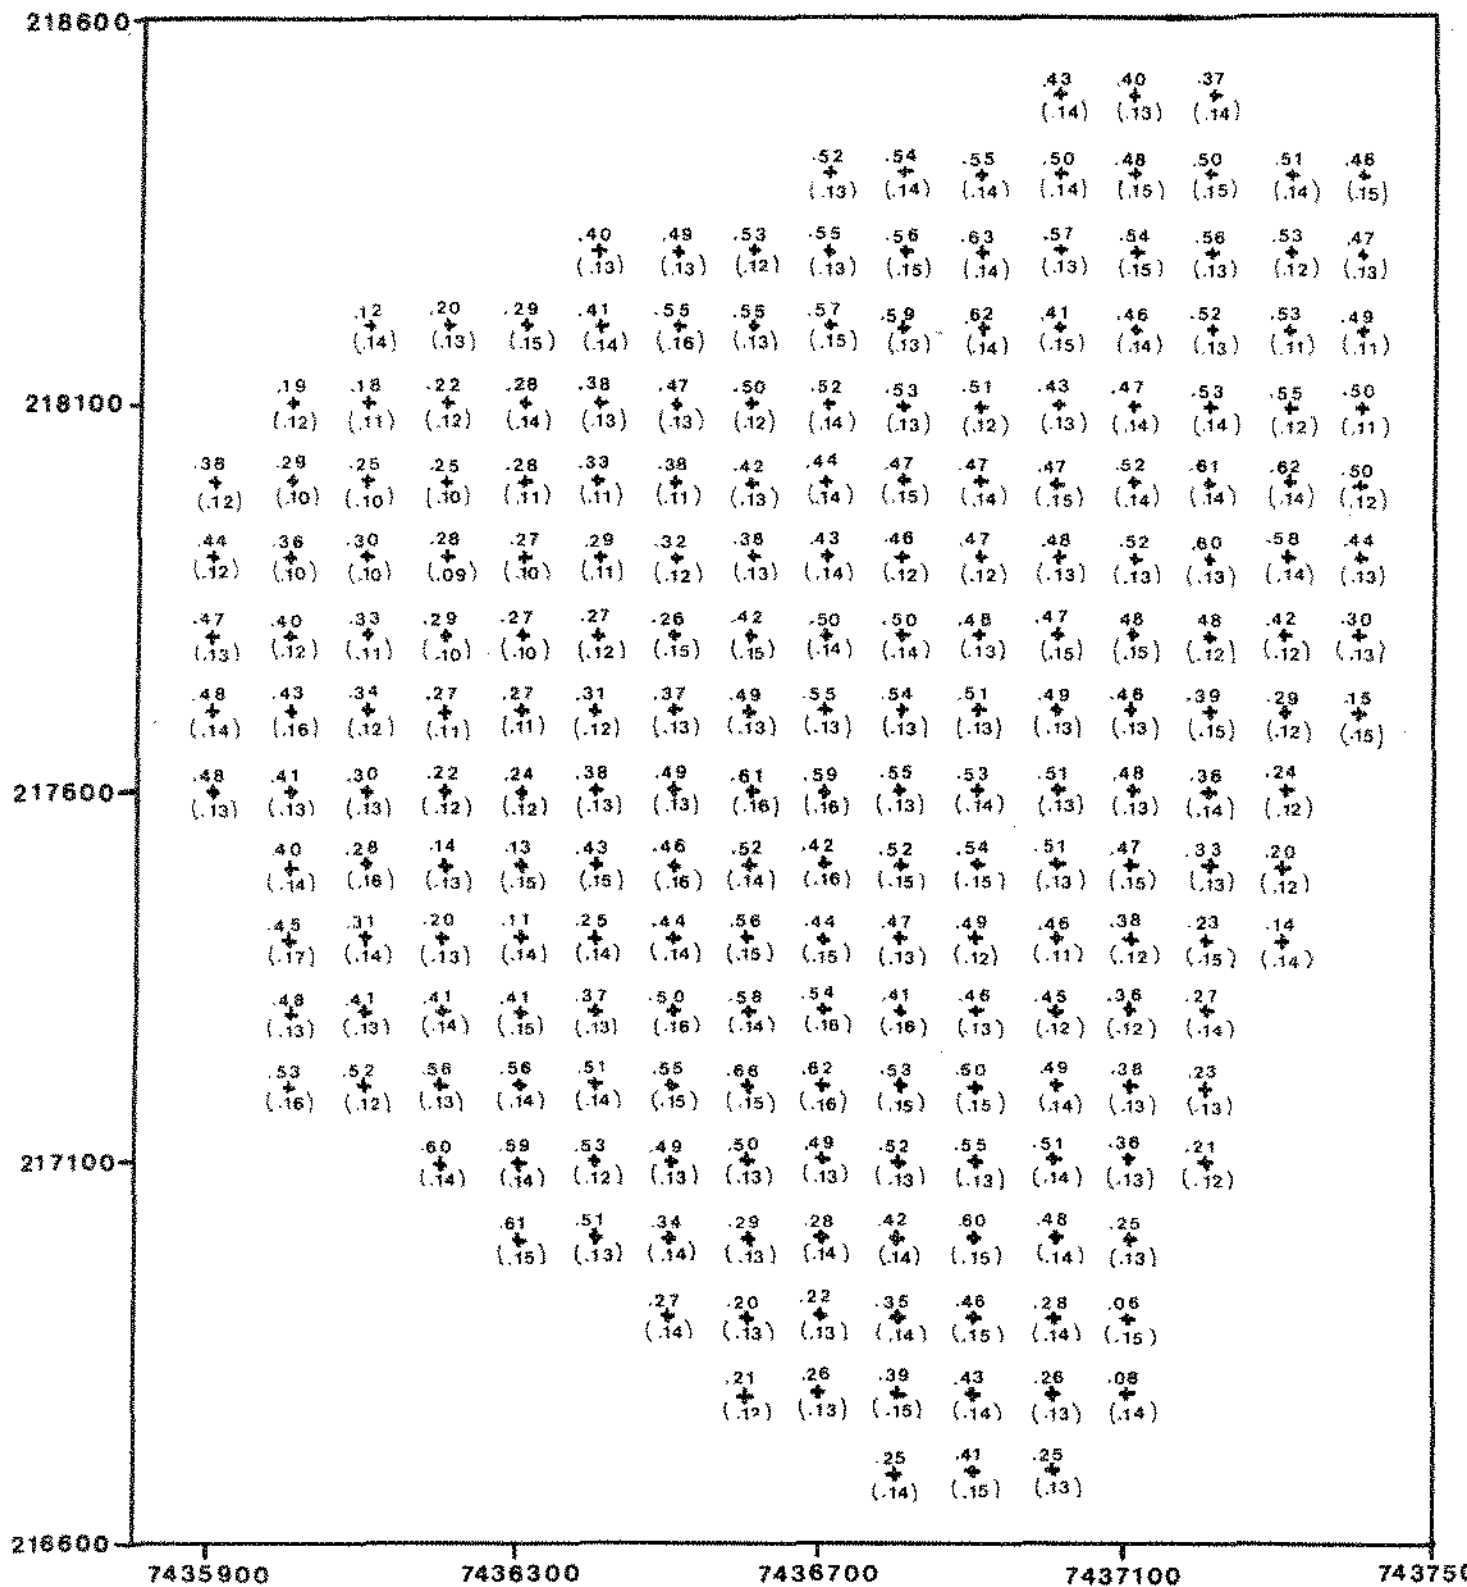 218600
.43 .40 .37
(.14) (.13) (.14)
.52 .54 .55 .50 .48 .50 .51 .46
(.13) (.14) (.14) (.14) (.15) (.15) (.14) (.15)
.40 .49 .53 .55 .56 .63 .57 .54 .56 .53 .47
(.13) (.13) (.12) (.13) (.15) (.14) (.13) (.15) (.13) (.12) (.13)
.12 .20 .29 .41 .55 .55 .57 .59 .62 .41 .46 .52 .53 .49
(.14) (.13) (.15) (.14) (.16) (.13) (.15) (.13) (.14) (.15) (.14) (.13) (.11) (.11)
218100
.19 .18 .22 .28 .38 .47 .50 .52 .53 .51 .43 .47 .53 .55 .50
(.12) (.11) (.12) (.14) (.13) (.13) (.12) (.14) (.13) (.12) (.13) (.14) (.14) (.12) (.11)
.38 .29 .25 .25 .28 .33 .38 .42 .44 .47 .47 .47 .52 .61 .62 .50
(.12) (.10) (.10) (.10) (.11) (.11) (.11) (.13) (.14) (.15) (.14) (.15) (.14) (.14) (.14) (.12)
.44 .36 .30 .28 .27 .29 .32 .38 .43 .46 .47 .48 .52 .60 .58 .44
(.12) (.10) (.10) (.09) (.10) (.11) (.12) (.13) (.14) (.12) (.12) (.13) (.13) (.13) (.14) (.13)
.47 .40 .33 .29 .27 .27 .26 .42 .50 .50 .48 .47 .48 .48 .42 .30
(.13) (.12) (.11) (.10) (.10) (.12) (.15) (.15) (.14) (.14) (.13) (.15) (.15) (.12) (.12) (.13)
.48 .43 .34 .27 .27 .31 .37 .49 .55 .54 .51 .49 .46 .39 .29 .15
(.14) (.16) (.12) (.11) (.11) (.12) (.13) (.13) (.13) (.13) (.13) (.13) (.13) (.15) (.12) (.15)
217600
.48 .41 .30 .22 .24 .38 .49 .61 .59 .55 .53 .51 .48 .36 .24
(.13) (.13) (.13) (.12) (.12) (.13) (.13) (.16) (.16) (.13) (.14) (.13) (.13) (.14) (.12)
.40 .28 .14 .13 .43 .46 .52 .42 .52 .54 .51 .47 .33 .20
(.14) (.16) (.13) (.15) (.15) (.16) (.14) (.16) (.15) (.15) (.13) (.15) (.13) (.12)
.45 .31 .20 .11 .25 .44 .56 .44 .47 .49 .46 .38 .23 .14
(.17) (.14) (.13) (.14) (.14) (.14) (.15) (.15) (.13) (.12) (.11) (.12) (.15) (.14)
.48 .41 .41 .41 .37 .50 .58 .54 .41 .46 .45 .36 .27
(.13) (.13) (.14) (.15) (.13) (.16) (.14) (.16) (.16) (.13) (.12) (.12) (.14)
.53 .52 .56 .56 .51 .55 .66 .62 .53 .50 .49 .38 .23
(.16) (.12) (.13) (.14) (.14) (.15) (.15) (.16) (.15) (.15) (.14) (.13) (.13)
217100
.60 .59 .53 .49 .50 .49 .52 .55 .51 .36 .21
(.14) (.14) (.12) (.13) (.13) (.13) (.13) (.13) (.14) (.13) (.12)
.61 .51 .34 .29 .28 .42 .60 .48 .25
(.15) (.13) (.14) (.13) (.14) (.14) (.15) (.14) (.13)
.27 .20 .22 .35 .46 .28 .06
(.14) (.13) (.13) (.14) (.15) (.14) (.15)
.21 .26 .39 .43 .26 .08
(.12) (.13) (.15) (.14) (.13) (.14)
.25 .41 .25
(.14) (.15) (.13)
216600
7435900 7436300 7436700 7437100 743750